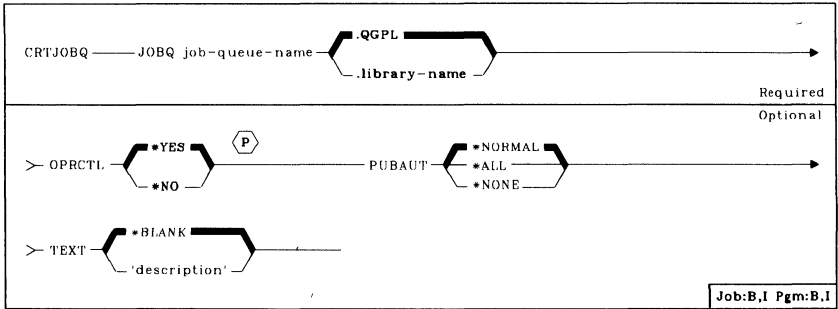 .QGPL
CRTJOBQ JOBQ job-queue-name
.library-name
Required
Optional
P
*YES *NORMAL
OPRCTL PUBAUT *ALL
*NO *NONE
*BLANK
TEXT
'description'
Job:B,I Pgm:B,I